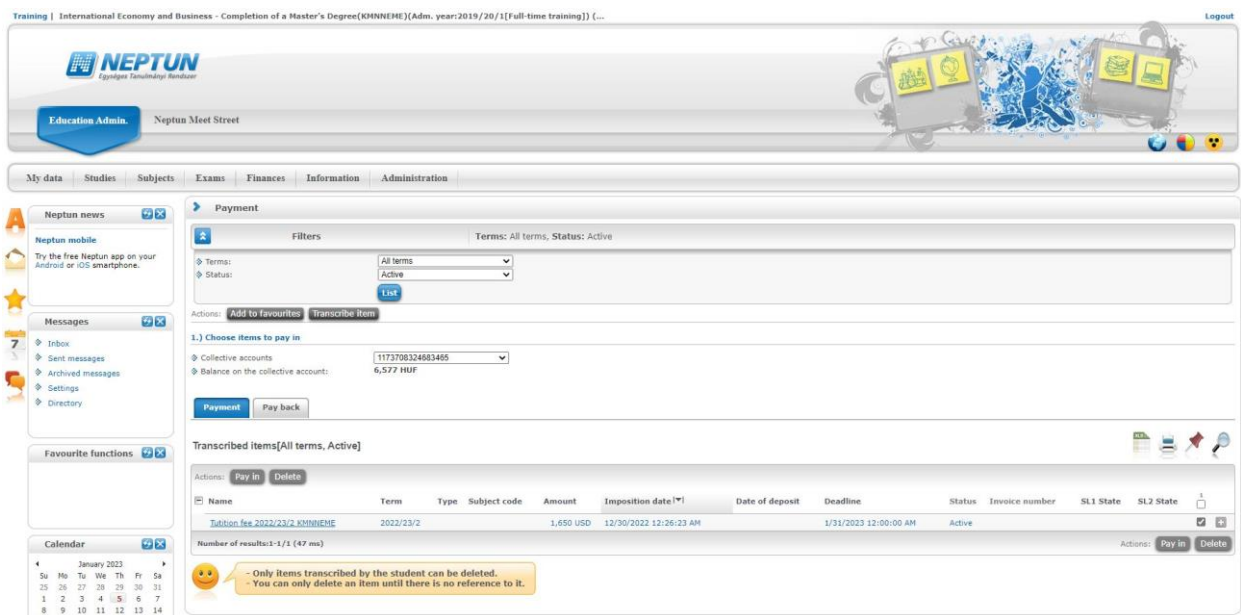 Training | International Economy and Business - Completion of a Master's Degree(KMNNEME)(Adm. year:2019/20/1[Full-time training]) (...
Logout
NEPTUN
Egységes Tanulmányi Rendszer
Education Admin.
Neptun Meet Street
My data Studies Subjects Exams Finances Information Administration
Neptun news
Neptun mobile
Try the free Neptun app on your
Android or iOS smartphone.
Messages
Inbox
Sent messages
Archived messages
Settings
Directory
7
Favourite functions
Calendar
January 2023
Su Mo Tu We Th Fr Sa
25 26 27 28 29 30 31
1 2 3 4 5 6 7
8 9 10 11 12 13 14
Payment
Filters Terms: All terms, Status: Active
Terms: All terms
Status: Active
List
Actions: Add to favourites Transcribe item
1.) Choose items to pay in
Collective accounts 1173708324683465
Balance on the collective account: 6,577 HUF
Payment Pay back
Transcribed items[All terms, Active]
Actions: Pay in Delete
Name Term Type Subject code Amount Imposition date Date of deposit Deadline Status Invoice number SL1 State SL2 State 1
Tutition fee 2022/23/2 KMNNEME 2022/23/2 1,650 USD 12/30/2022 12:26:23 AM 1/31/2023 12:00:00 AM Active
Number of results:1-1/1 (47 ms) Actions: Pay in Delete
- Only items transcribed by the student can be deleted.
- You can only delete an item until there is no reference to it.